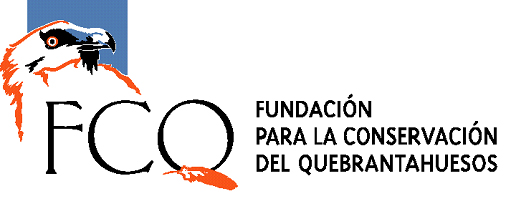 FCQ
FUNDACIÓN
PARA LA CONSERVACIÓN
DEL QUEBRANTAHUESOS